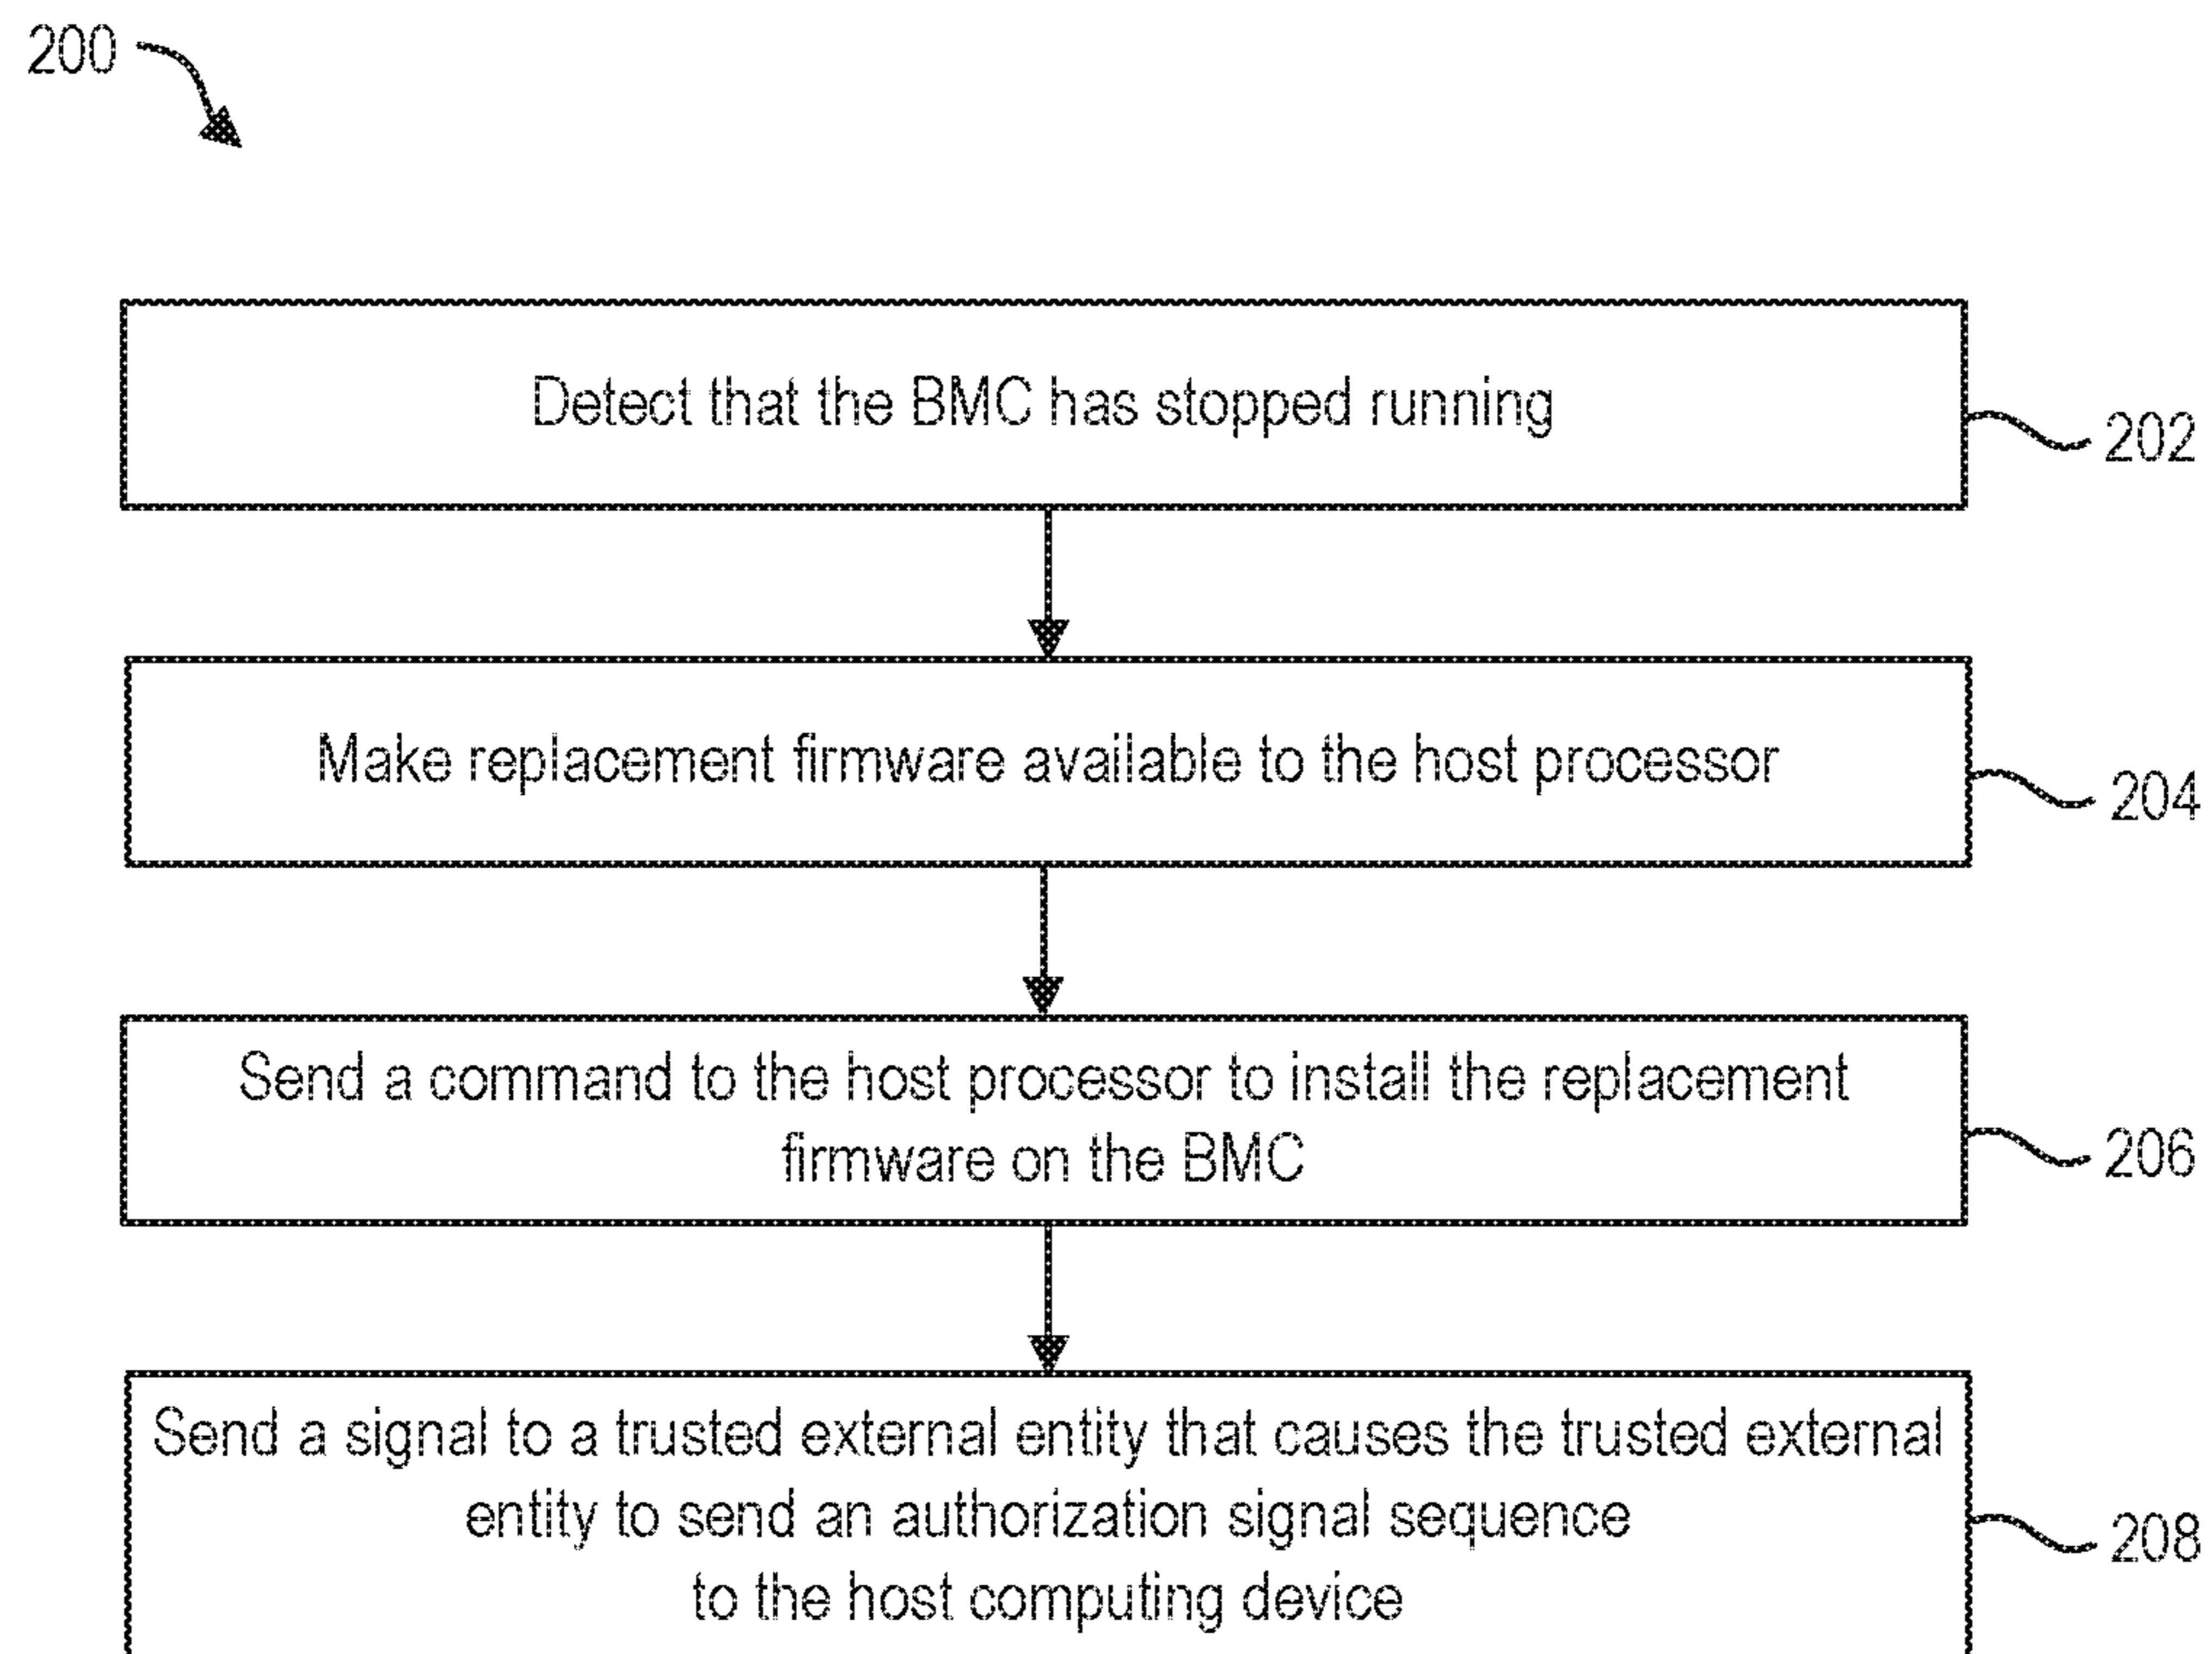 200
Detect that the BMC has stopped running
202
Make replacement firmware available to the host processor
204
Send a command to the host processor to install the replacement
firmware on the BMC
206
Send a signal to a trusted external entity that causes the trusted external
entity to send an authorization signal sequence
to the host computing device
208